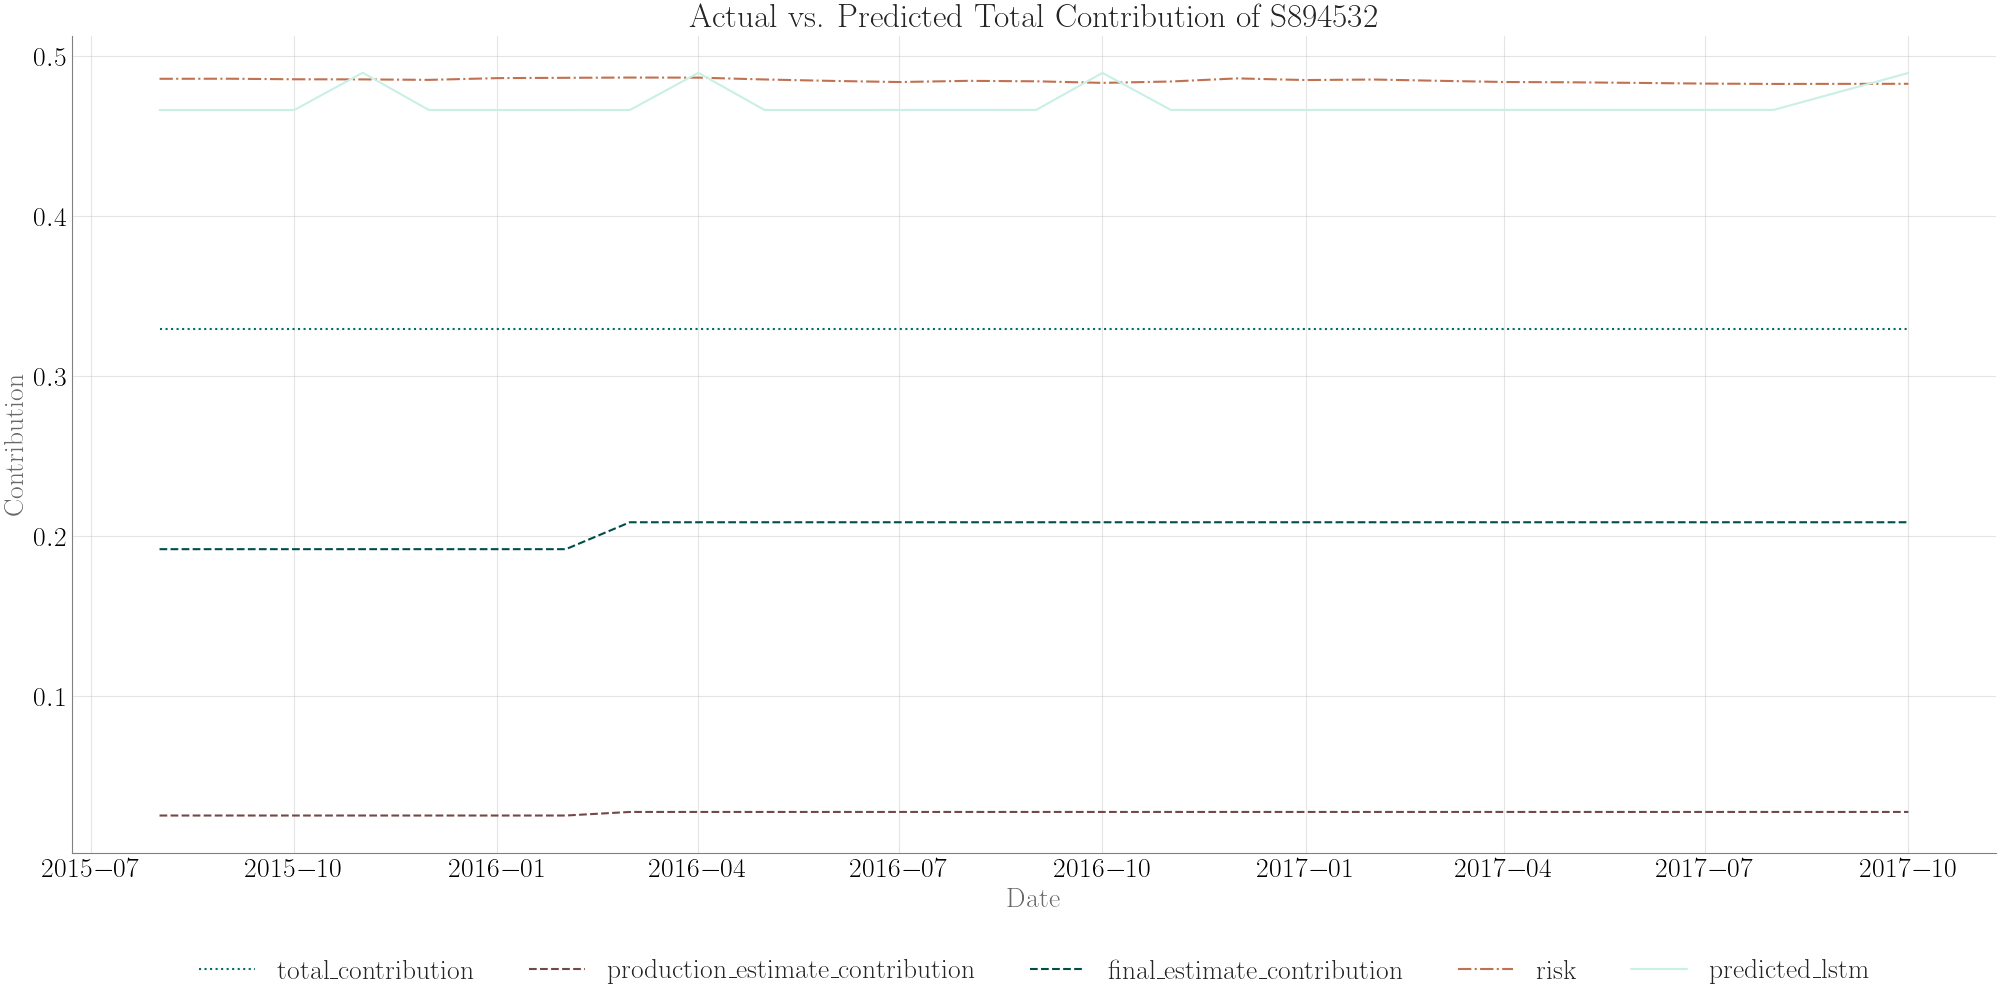 Actual vs. Predicted Total Contribution of S894532
0.5
0.4
0.3
0.2
0.1
Contribution
2015–07 2015–10 2016–01 2016–04 2016–07 2016–10 2017–01 2017–04 2017–07 2017–10
Date
total_contribution production_estimate_contribution final_estimate_contribution risk predicted_lstm